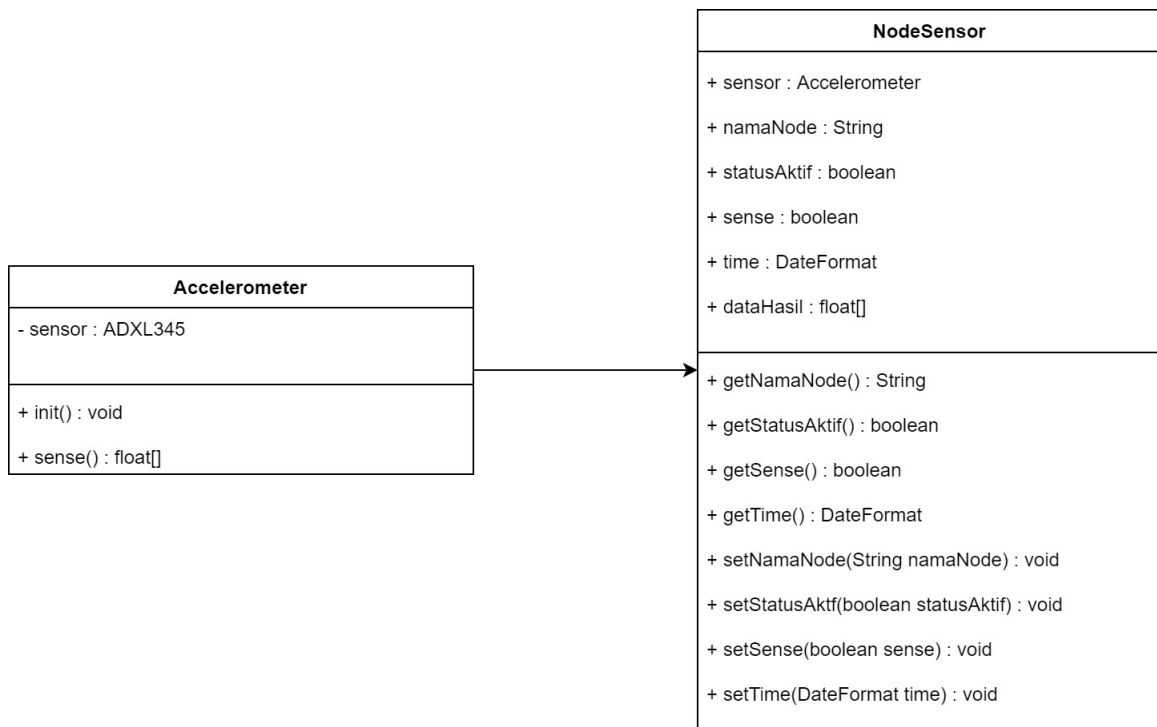 Accelerometer
- sensor : ADXL345
+ init() : void
+ sense() : float[]
NodeSensor
+ sensor : Accelerometer
+ namaNode : String
+ statusAktif : boolean
+ sense : boolean
+ time : DateFormat
+ dataHasil : float[]
+ getNamaNode() : String
+ getStatusAktif() : boolean
+ getSense() : boolean
+ getTime() : DateFormat
+ setNamaNode(String namaNode) : void
+ setStatusAktf(boolean statusAktif) : void
+ setSense(boolean sense) : void
+ setTime(DateFormat time) : void